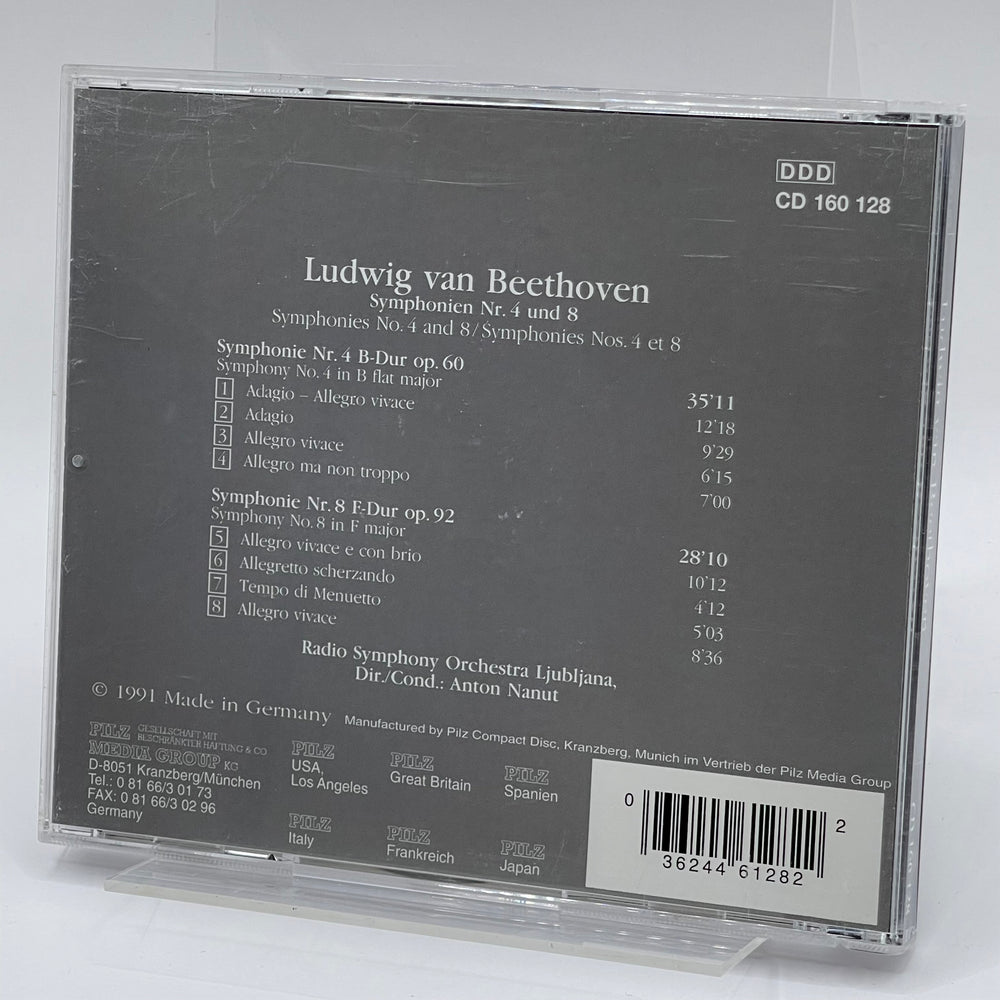 DDD
CD 160 128
Ludwig van Beethoven
Symphonien Nr. 4 und 8
Symphonies No. 4 and 8 / Symphonies Nos. 4 et 8
Symphonie Nr. 4 B-Dur op. 60
Symphony No. 4 in B flat major 35'11
1 Adagio – Allegro vivace 12'18
2 Adagio 9'29
3 Allegro vivace 6'15
4 Allegro ma non troppo 7'00
Symphonie Nr. 8 F-Dur op. 92
Symphony No. 8 in F major 28'10
5 Allegro vivace e con brio 10'12
6 Allegretto scherzando 4'12
7 Tempo di Menuetto 5'03
8 Allegro vivace 8'36
Radio Symphony Orchestra Ljubljana,
Dir./Cond.: Anton Nanut
© 1991 Made in Germany Manufactured by Pilz Compact Disc, Kranzberg, Munich im Vertrieb der Pilz Media Group
PILZ GESELLSCHAFT MIT
BESCHRÄNKTER HAFTUNG & CO
MEDIA GROUP KG
D-8051 Kranzberg/München
Tel.: 0 81 66/3 01 73
FAX: 0 81 66/3 02 96
Germany
PILZ
USA,
Los Angeles
PILZ
Great Britain
PILZ
Spanien
PILZ
Italy
PILZ
Frankreich
PILZ
Japan
0 36244 61282 2